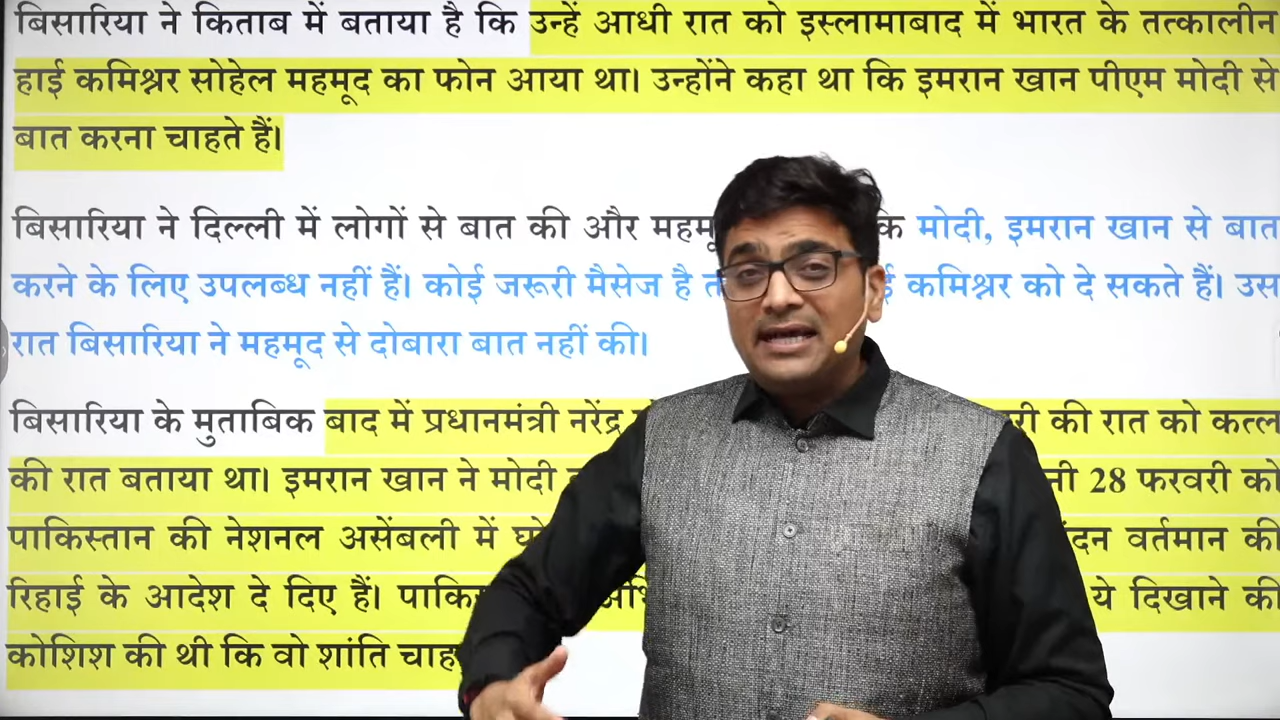 बिसारिया ने किताब में बताया है कि उन्हें आधी रात को इस्लामाबाद में भारत के तत्कालीन
हाई कमिश्नर सोहेल महमूद का फोन आया था। उन्होंने कहा था कि इमरान खान पीएम मोदी से
बात करना चाहते हैं।
बिसारिया ने दिल्ली में लोगों से बात की और कि मोदी, इमरान खान से बात
करने के लिए उपलब्ध नहीं हैं। कोई जरूरी मैसेज है कमिश्नर को दे सकते हैं। उस
रात बिसारिया ने महमूद से दोबारा बात नहीं की।
बिसारिया के मुताबिक बाद में प्रधानमंत्री नरेंद्र की रात को कत्ल
की रात बताया था। इमरान खान ने मोदी 28 फरवरी को
पाकिस्तान की नेशनल असेंबली में वर्तमान की
रिहाई के आदेश दे दिए हैं। ये दिखाने की
कोशिश की थी कि वो शांति